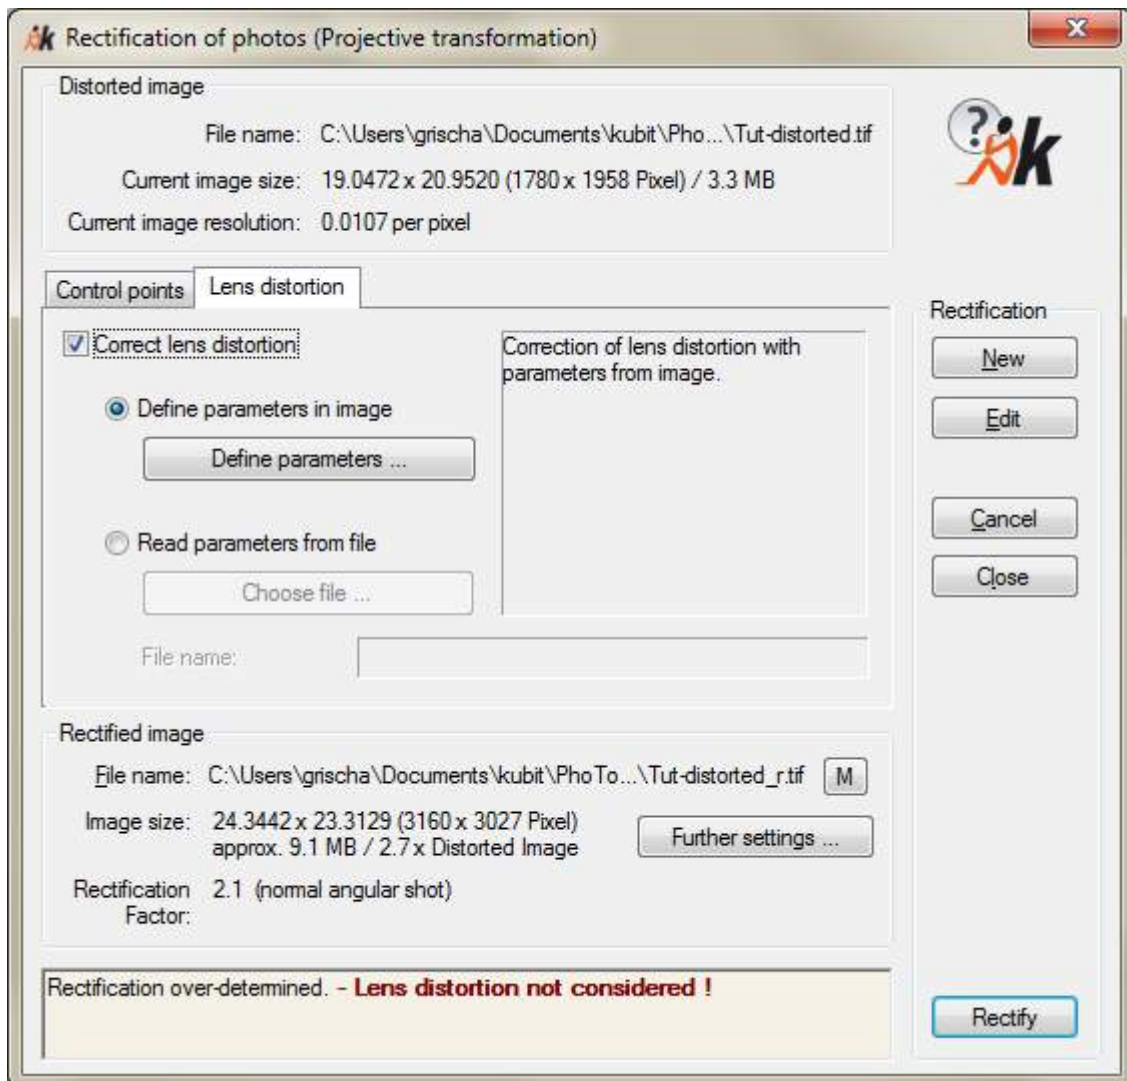 Rectification of photos (Projective transformation)
Distorted image
File name: C:\Users\grischa\Documents\kubit\Pho...\Tut-distorted.tif
Current image size: 19.0472 x 20.9520 (1780 x 1958 Pixel) / 3.3 MB
Current image resolution: 0.0107 per pixel
? k
Control points Lens distortion
Correct lens distortion
Define parameters in image
Define parameters ...
Read parameters from file
Choose file ...
File name:
Correction of lens distortion with
parameters from image.
Rectification
New
Edit
Cancel
Close
Rectified image
File name: C:\Users\grischa\Documents\kubit\PhoTo...\Tut-distorted_r.tif M
Image size: 24.3442 x 23.3129 (3160 x 3027 Pixel)
approx. 9.1 MB / 2.7 x Distorted Image
Further settings ...
Rectification 2.1 (normal angular shot)
Factor:
Rectification over-determined. - Lens distortion not considered !
Rectify